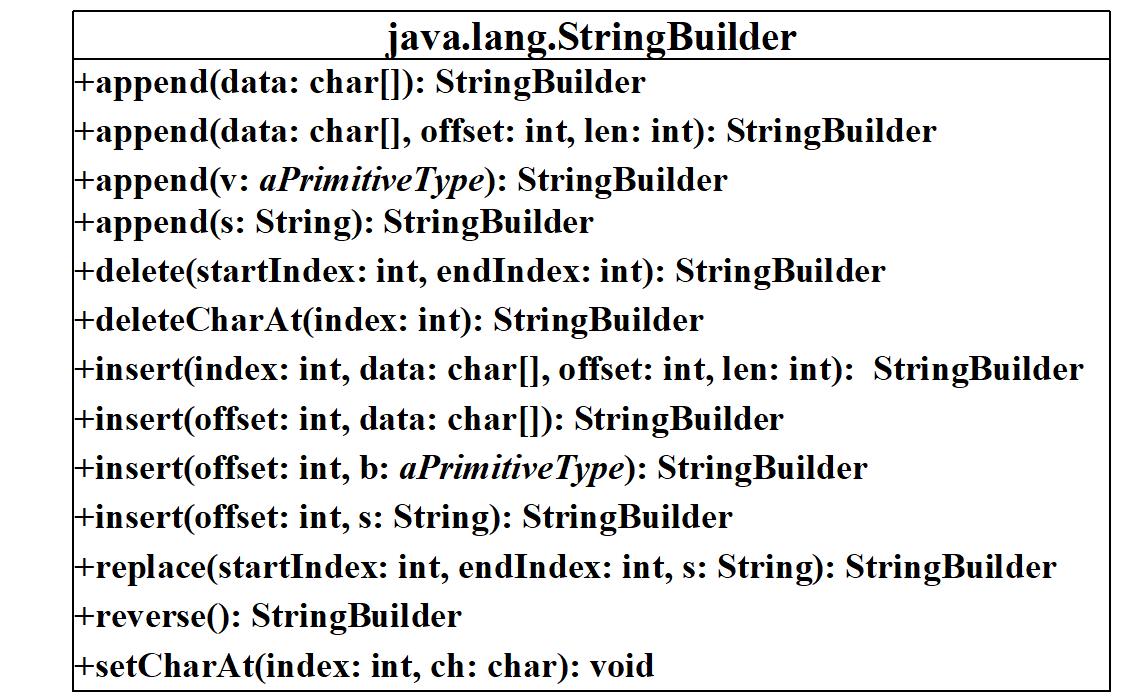 java.lang.StringBuilder
+append(data: char[]): StringBuilder
+append(data: char[], offset: int, len: int): StringBuilder
+append(v: aPrimitiveType): StringBuilder
+append(s: String): StringBuilder
+delete(startIndex: int, endIndex: int): StringBuilder
+deleteCharAt(index: int): StringBuilder
+insert(index: int, data: char[], offset: int, len: int):  StringBuilder
+insert(offset: int, data: char[]): StringBuilder
+insert(offset: int, b: aPrimitiveType): StringBuilder
+insert(offset: int, s: String): StringBuilder
+replace(startIndex: int, endIndex: int, s: String): StringBuilder
+reverse(): StringBuilder
+setCharAt(index: int, ch: char): void